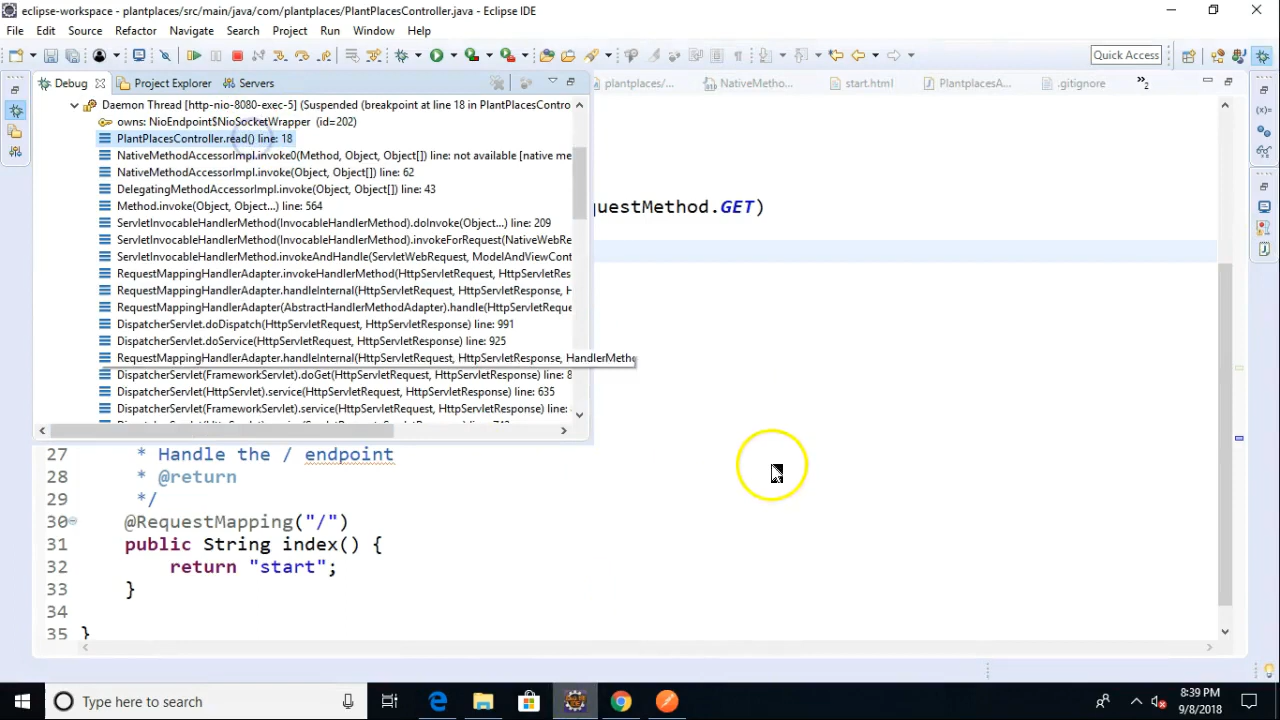 eclipse-workspace - plantplaces/src/main/java/com/plantplaces/PlantPlacesController.java - Eclipse IDE
File Edit Source Refactor Navigate Search Project Run Window Help
Quick Access
Debug Project Explorer Servers plantplaces/... NativeMetho... start.html PlantplacesA... .gitignore »2
Daemon Thread [http-nio-8080-exec-5] (Suspended (breakpoint at line 18 in PlantPlacesContro
owns: NioEndpoint$NioSocketWrapper (id=202)
PlantPlacesController.read() line: 18
NativeMethodAccessorImpl.invoke0(Method, Object, Object[]) line: not available [native me
NativeMethodAccessorImpl.invoke(Object, Object[]) line: 62
DelegatingMethodAccessorImpl.invoke(Object, Object[]) line: 43
Method.invoke(Object, Object...) line: 564
questMethod.GET)
ServletInvocableHandlerMethod(InvocableHandlerMethod).doInvoke(Object...) line: 209
ServletInvocableHandlerMethod(InvocableHandlerMethod).invokeForRequest(NativeWebRe
ServletInvocableHandlerMethod.invokeAndHandle(ServletWebRequest, ModelAndViewCont
RequestMappingHandlerAdapter.invokeHandlerMethod(HttpServletRequest, HttpServletRes
RequestMappingHandlerAdapter.handleInternal(HttpServletRequest, HttpServletResponse, H
RequestMappingHandlerAdapter(AbstractHandlerMethodAdapter).handle(HttpServletReque
DispatcherServlet.doDispatch(HttpServletRequest, HttpServletResponse) line: 991
DispatcherServlet.doService(HttpServletRequest, HttpServletResponse) line: 925
RequestMappingHandlerAdapter.handleInternal(HttpServletRequest, HttpServletResponse, HandlerMetho
DispatcherServlet(FrameworkServlet).doGet(HttpServletRequest, HttpServletResponse) line: 8
DispatcherServlet(HttpServlet).service(HttpServletRequest, HttpServletResponse) line: 635
DispatcherServlet(FrameworkServlet).service(HttpServletRequest, HttpServletResponse) line:
27 * Handle the / endpoint
28 * @return
29 */
30 @RequestMapping("/")
31 public String index() {
32 return "start";
33 }
34
35 }
Type here to search
8:39 PM
9/8/2018